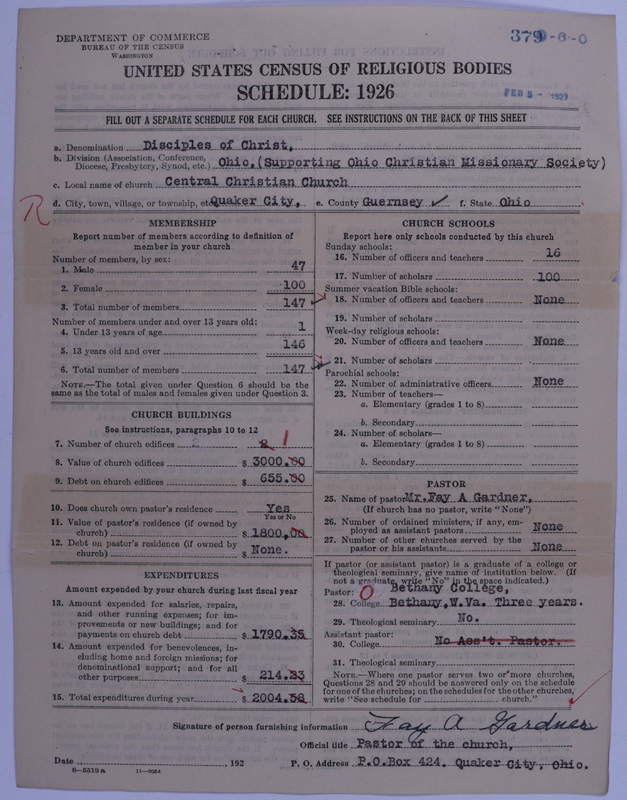 DEPARTMENT OF COMMERCE
BUREAU OF THE CENSUS
WASHINGTON
379-6-0
UNITED STATES CENSUS OF RELIGIOUS BODIES
SCHEDULE: 1926
FEB 5 - 1927
FILL OUT A SEPARATE SCHEDULE FOR EACH CHURCH. SEE INSTRUCTIONS ON THE BACK OF THIS SHEET
a. Denomination Disciples of Christ,
b. Division (Association, Conference, Diocese, Presbytery, Synod, etc.) Ohio,(Supporting Ohio Christian Missionary Society)
c. Local name of church Central Christian Church
d. City, town, village, or township, etc. Quaker City, e. County Guernsey f. State Ohio
R
MEMBERSHIP
Report number of members according to definition of
member in your church
Number of members, by sex:
1. Male 47
2. Female 100
3. Total number of members 147
Number of members under and over 13 years old:
4. Under 13 years of age 1
5. 13 years old and over 146
6. Total number of members 147
NOTE.—The total given under Question 6 should be the
same as the total of males and females given under Question 3.
CHURCH BUILDINGS
See instructions, paragraphs 10 to 12
7. Number of church edifices 2 1
8. Value of church edifices $ 3000.00
9. Debt on church edifices $ 655.00
10. Does church own pastor's residence Yes
Yes or No
11. Value of pastor's residence (if owned by
church) $ 1800.00
12. Debt on pastor's residence (if owned by
church) $ None.
EXPENDITURES
Amount expended by your church during last fiscal year
13. Amount expended for salaries, repairs,
and other running expenses; for im-
provements or new buildings; and for
payments on church debt $ 1790.35
14. Amount expended for benevolences, in-
cluding home and foreign missions; for
denominational support; and for all
other purposes $ 214.23
15. Total expenditures during year $ 2004.58
CHURCH SCHOOLS
Report here only schools conducted by this church
Sunday schools:
16. Number of officers and teachers 16
17. Number of scholars 100
Summer vacation Bible schools:
18. Number of officers and teachers None
19. Number of scholars
Week-day religious schools:
20. Number of officers and teachers None
21. Number of scholars
Parochial schools:
22. Number of administrative officers None
23. Number of teachers—
a. Elementary (grades 1 to 8)
b. Secondary
24. Number of scholars—
a. Elementary (grades 1 to 8)
b. Secondary
PASTOR
25. Name of pastor Mr.Fay A Gardner,
(If church has no pastor, write "None")
26. Number of ordained ministers, if any, em-
ployed as assistant pastors None
27. Number of other churches served by the
pastor or his assistants None
If pastor (or assistant pastor) is a graduate of a college or
theological seminary, give name of institution below. (If
not a graduate, write "No" in the space indicated.)
Pastor: O Bethany College,
28. College Bethany,W.Va. Three years.
29. Theological seminary No.
Assistant pastor:
30. College No Ass't. Pastor.
31. Theological seminary
NOTE.—Where one pastor serves two or more churches,
Questions 28 and 29 should be answered only on the schedule
for one of the churches; on the schedules for the other churches,
write "See schedule for church."
Signature of person furnishing information Fay A Gardner
Official title Pastor of the church,
Date , 192 P. O. Address P.O.Box 424. Quaker City, Ohio.
6-5519a 11-9034